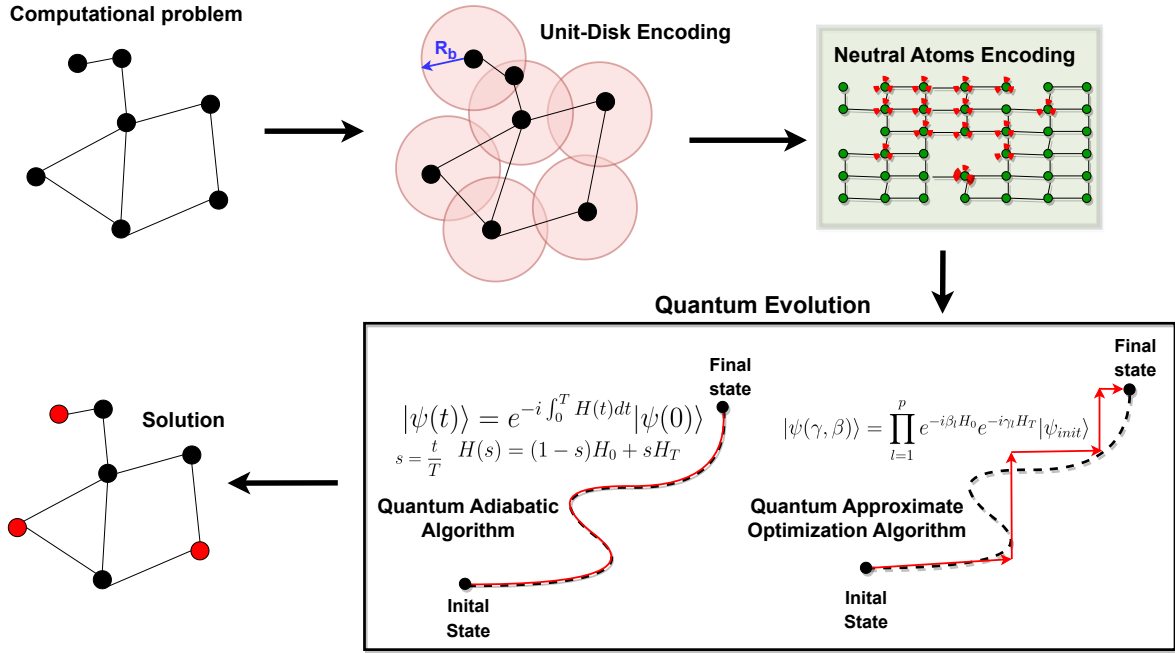 Computational problem
R_b
Unit-Disk Encoding
Neutral Atoms Encoding
Quantum Evolution
|ψ(t)⟩ = e^{-i ∫_0^T H(t)dt}|ψ(0)⟩
s = t/T H(s) = (1 − s)H_0 + sH_T
Quantum Adiabatic
Algorithm
Final
state
Inital
State
|ψ(γ, β)⟩ = ∏_{l=1}^{p} e^{-iβ_l H_0} e^{-iγ_l H_T}|ψ_{init}⟩
Quantum Approximate
Optimization Algorithm
Final
state
Inital
State
Solution